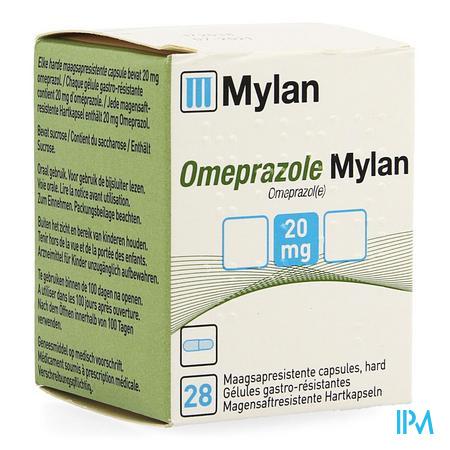 Mylan
Omeprazole Mylan
Omeprazol(e)
20
mg
28
Maagsapresistente capsules, hard
Gélules gastro-résistantes
Magensaftresistente Hartkapseln
Elke harde maagsapresistente capsule bevat 20 mg
omeprazol. / Chaque gélule gastro-résistante
contient 20 mg d'oméprazole. / Jede magensaft-
resistente Hartkapsel enthält 20 mg Omeprazol.
Bevat sucrose / Contient du saccharose / Enthält
Sucrose.
Oraal gebruik. Voor gebruik de bijsluiter lezen.
Voie orale. Lire la notice avant utilisation.
Zum Einnehmen. Packungsbeilage beachten.
Buiten het zicht en bereik van kinderen houden.
Tenir hors de la vue et de la portée des enfants.
Arzneimittel für Kinder unzugänglich aufbewahren.
Te gebruiken binnen de 100 dagen na openen.
A utiliser dans les 100 jours après ouverture.
Nach dem Öffnen innerhalb von 100 Tagen
verwenden.
Geneesmiddel op medisch voorschrift.
Médicament soumis à prescription médicale.
Verschreibungspflichtig.
IPM